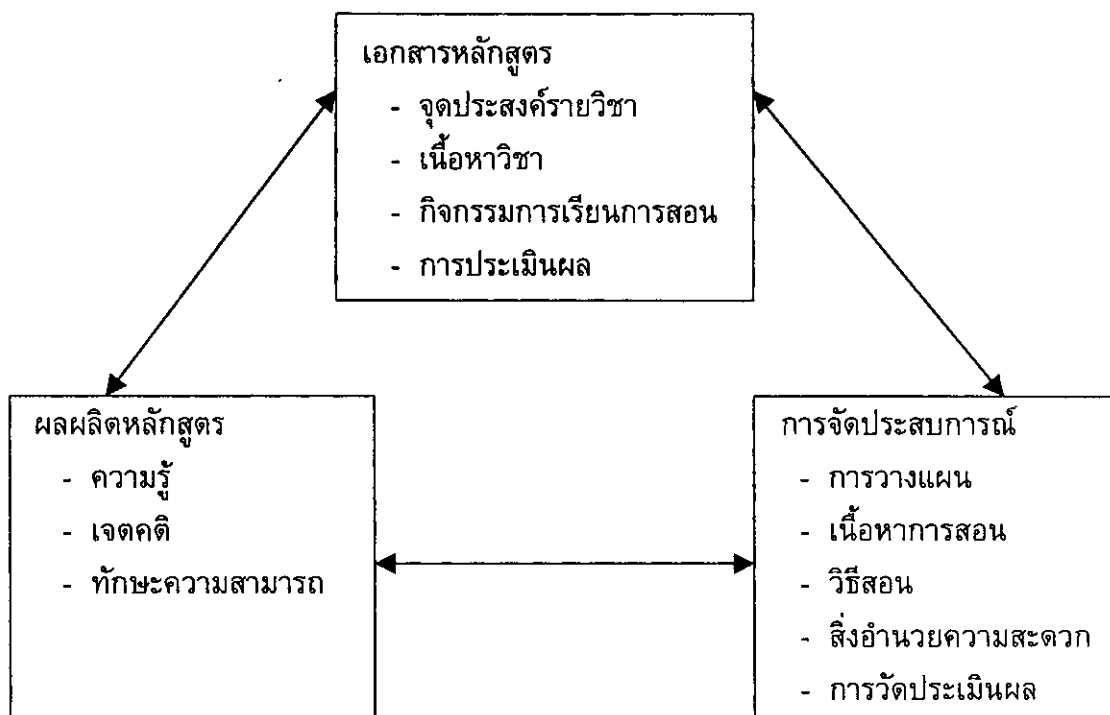 เอกสารหลักสูตร
- จุดประสงค์รายวิชา
- เนื้อหาวิชา
- กิจกรรมการเรียนการสอน
- การประเมินผล
ผลผลิตหลักสูตร
- ความรู้
- เจตคติ
- ทักษะความสามารถ
การจัดประสบการณ์
- การวางแผน
- เนื้อหาการสอน
- วิธีสอน
- สิ่งอำนวยความสะดวก
- การวัดประเมินผล